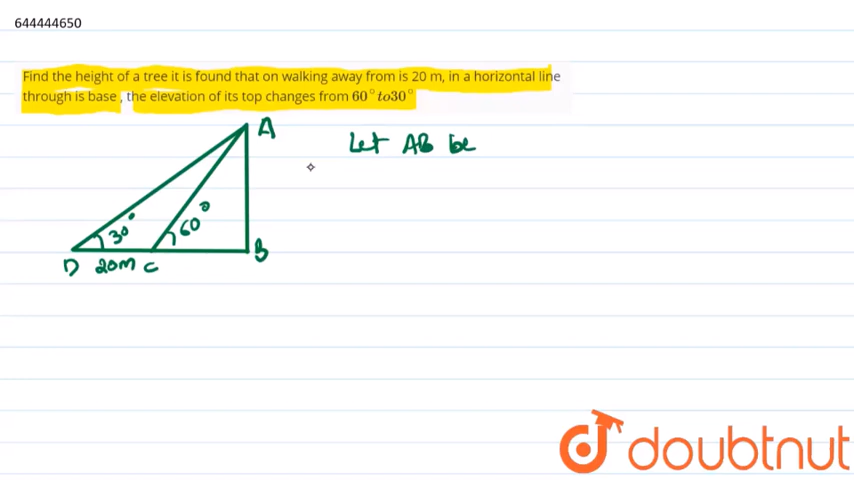 644444650
Find the height of a tree it is found that on walking away from is 20 m, in a horizontal line
through is base , the elevation of its top changes from 60° to30°
A
Let AB be
30°
60°
B
D 20m C
doubtnut